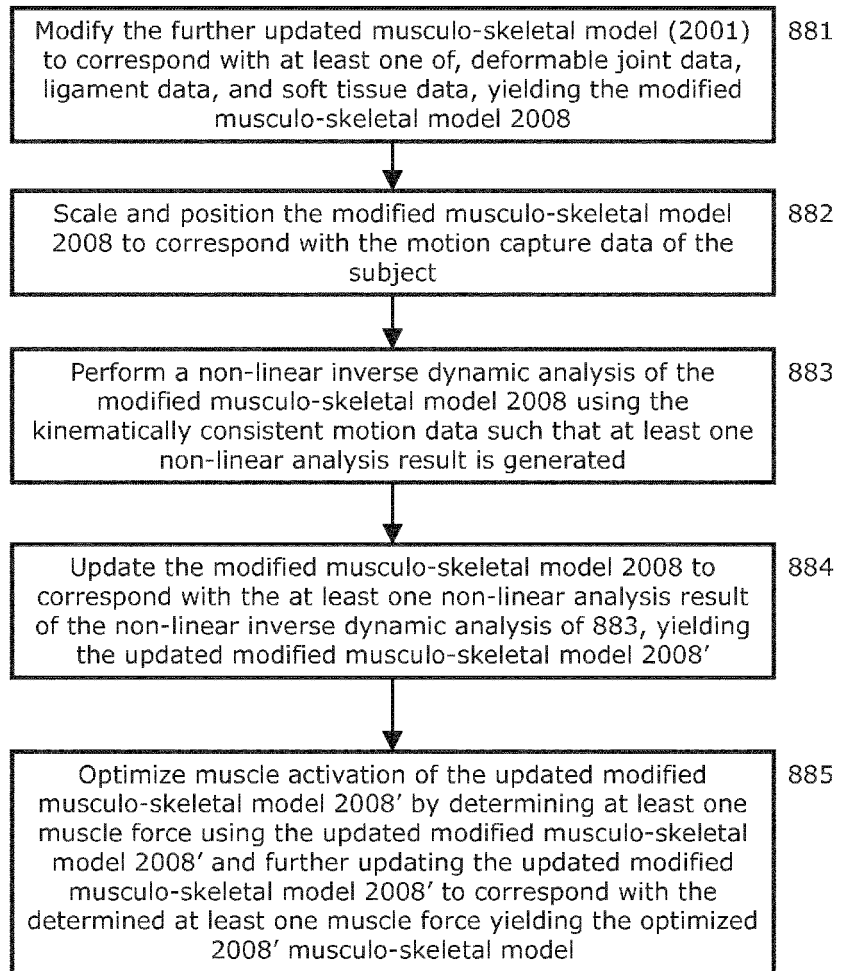 Modify the further updated musculo-skeletal model (2001)
to correspond with at least one of, deformable joint data,
ligament data, and soft tissue data, yielding the modified
musculo-skeletal model 2008
881
Scale and position the modified musculo-skeletal model
2008 to correspond with the motion capture data of the
subject
882
Perform a non-linear inverse dynamic analysis of the
modified musculo-skeletal model 2008 using the
kinematically consistent motion data such that at least one
non-linear analysis result is generated
883
Update the modified musculo-skeletal model 2008 to
correspond with the at least one non-linear analysis result
of the non-linear inverse dynamic analysis of 883, yielding
the updated modified musculo-skeletal model 2008′
884
Optimize muscle activation of the updated modified
musculo-skeletal model 2008′ by determining at least one
muscle force using the updated modified musculo-skeletal
model 2008′ and further updating the updated modified
musculo-skeletal model 2008′ to correspond with the
determined at least one muscle force yielding the optimized
2008′ musculo-skeletal model
885